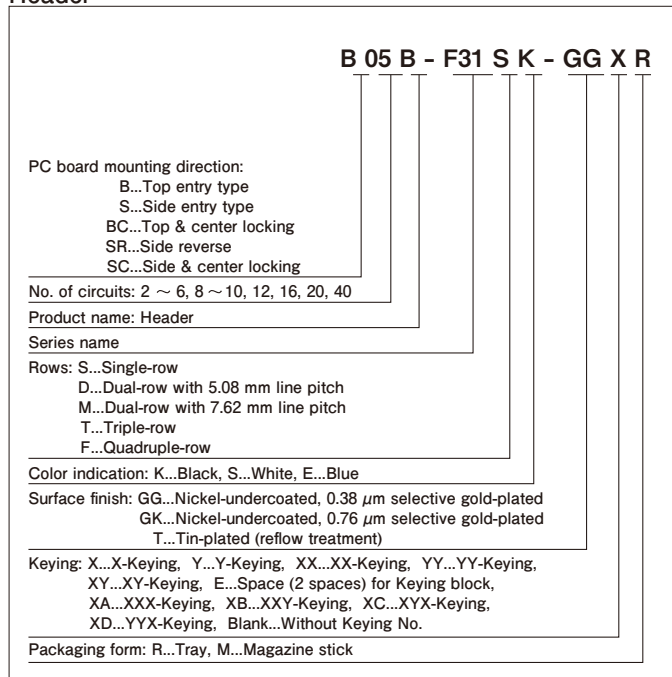 Header
B 05 B - F31 S K - GG X R
PC board mounting direction:
B...Top entry type
S...Side entry type
BC...Top & center locking
SR...Side reverse
SC...Side & center locking
No. of circuits: 2 ～ 6, 8 ～ 10, 12, 16, 20, 40
Product name: Header
Series name
Rows: S...Single-row
D...Dual-row with 5.08 mm line pitch
M...Dual-row with 7.62 mm line pitch
T...Triple-row
F...Quadruple-row
Color indication: K...Black, S...White, E...Blue
Surface finish: GG...Nickel-undercoated, 0.38 μm selective gold-plated
GK...Nickel-undercoated, 0.76 μm selective gold-plated
T...Tin-plated (reflow treatment)
Keying: X...X-Keying, Y...Y-Keying, XX...XX-Keying, YY...YY-Keying,
XY...XY-Keying, E...Space (2 spaces) for Keying block,
XA...XXX-Keying, XB...XXY-Keying, XC...XYX-Keying,
XD...YYX-Keying, Blank...Without Keying No.
Packaging form: R...Tray, M...Magazine stick